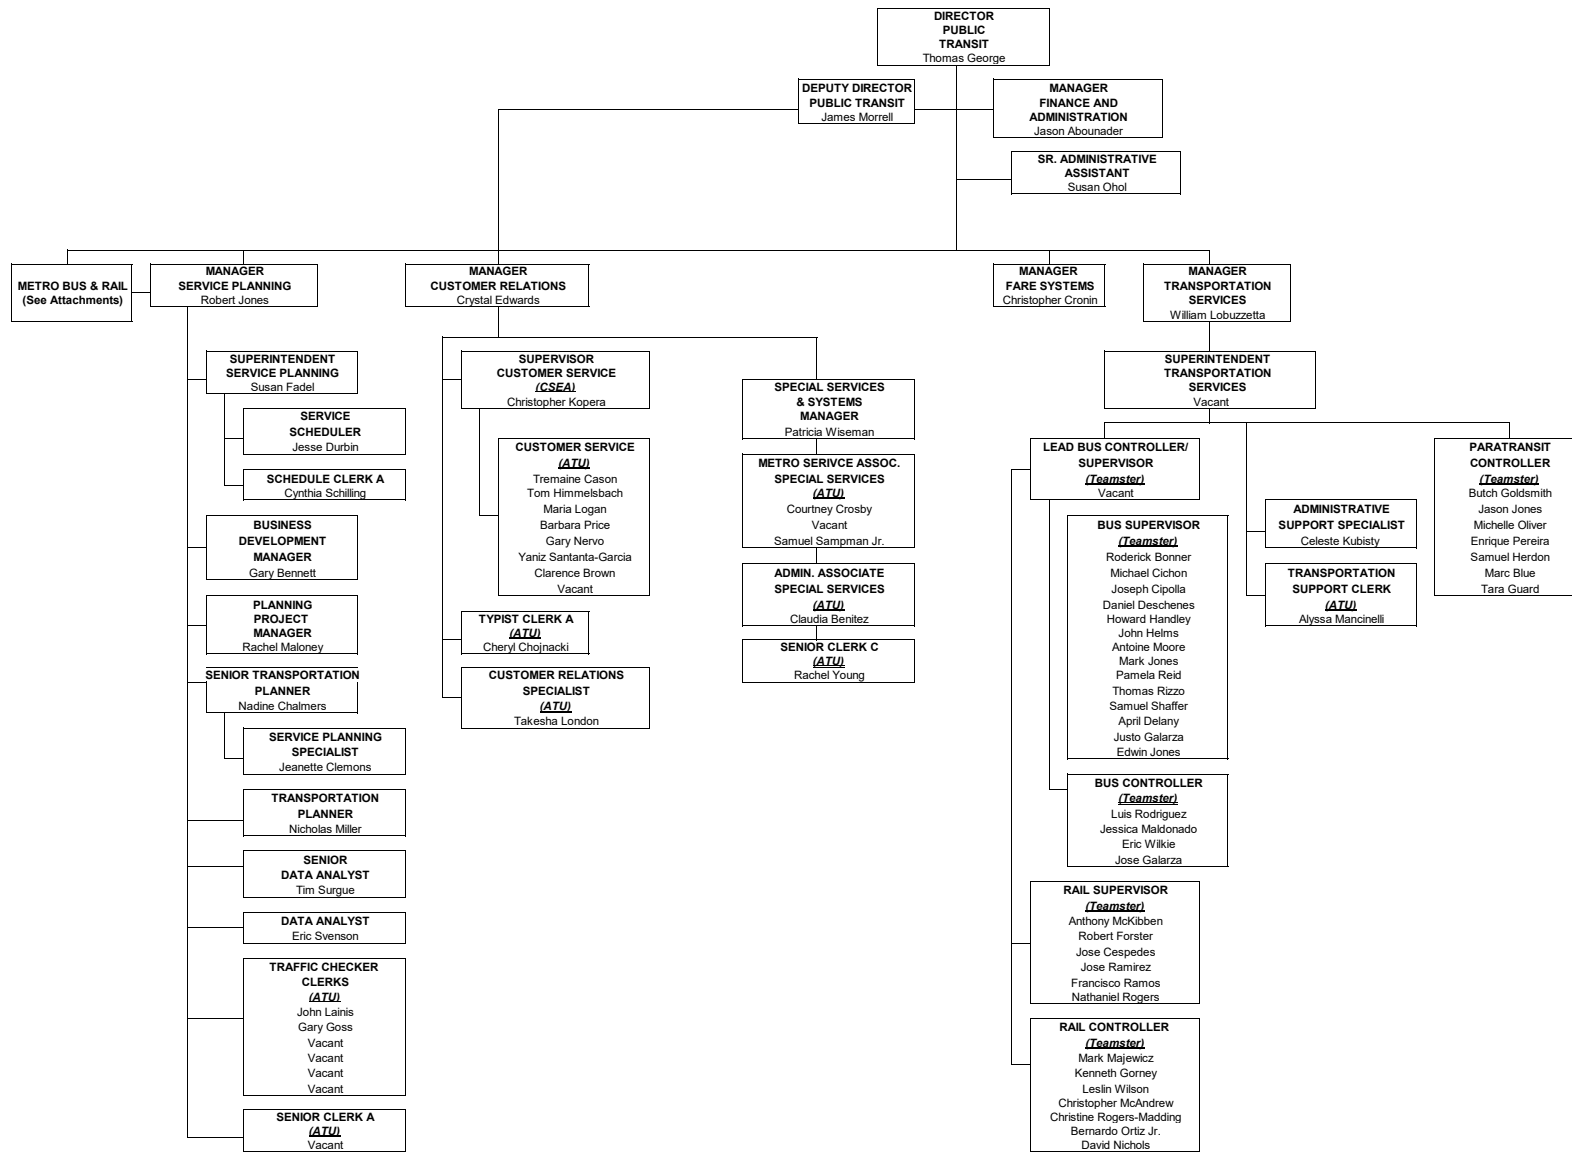 DIRECTOR
PUBLIC
TRANSIT
Thomas George
DEPUTY DIRECTOR
PUBLIC TRANSIT
James Morrell
MANAGER
FINANCE AND
ADMINISTRATION
Jason Abounader
SR. ADMINISTRATIVE
ASSISTANT
Susan Ohol
METRO BUS & RAIL
(See Attachments)
MANAGER
SERVICE PLANNING
Robert Jones
MANAGER
CUSTOMER RELATIONS
Crystal Edwards
MANAGER
FARE SYSTEMS
Christopher Cronin
MANAGER
TRANSPORTATION
SERVICES
William Lobuzzetta
SUPERINTENDENT
SERVICE PLANNING
Susan Fadel
SERVICE
SCHEDULER
Jesse Durbin
SCHEDULE CLERK A
Cynthia Schilling
BUSINESS
DEVELOPMENT
MANAGER
Gary Bennett
PLANNING
PROJECT
MANAGER
Rachel Maloney
SENIOR TRANSPORTATION
PLANNER
Nadine Chalmers
SERVICE PLANNING
SPECIALIST
Jeanette Clemons
TRANSPORTATION
PLANNER
Nicholas Miller
SENIOR
DATA ANALYST
Tim Surgue
DATA ANALYST
Eric Svenson
TRAFFIC CHECKER
CLERKS
(ATU)
John Lainis
Gary Goss
Vacant
Vacant
Vacant
Vacant
SENIOR CLERK A
(ATU)
Vacant
SUPERVISOR
CUSTOMER SERVICE
(CSEA)
Christopher Kopera
CUSTOMER SERVICE
(ATU)
Tremaine Cason
Tom Himmelsbach
Maria Logan
Barbara Price
Gary Nervo
Yaniz Santanta-Garcia
Clarence Brown
Vacant
TYPIST CLERK A
(ATU)
Cheryl Chojnacki
CUSTOMER RELATIONS
SPECIALIST
(ATU)
Takesha London
SPECIAL SERVICES
& SYSTEMS
MANAGER
Patricia Wiseman
METRO SERIVCE ASSOC.
SPECIAL SERVICES
(ATU)
Courtney Crosby
Vacant
Samuel Sampman Jr.
ADMIN. ASSOCIATE
SPECIAL SERVICES
(ATU)
Claudia Benitez
SENIOR CLERK C
(ATU)
Rachel Young
SUPERINTENDENT
TRANSPORTATION
SERVICES
Vacant
LEAD BUS CONTROLLER/
SUPERVISOR
(Teamster)
Vacant
BUS SUPERVISOR
(Teamster)
Roderick Bonner
Michael Cichon
Joseph Cipolla
Daniel Deschenes
Howard Handley
John Helms
Antoine Moore
Mark Jones
Pamela Reid
Thomas Rizzo
Samuel Shaffer
April Delany
Justo Galarza
Edwin Jones
BUS CONTROLLER
(Teamster)
Luis Rodriguez
Jessica Maldonado
Eric Wilkie
Jose Galarza
RAIL SUPERVISOR
(Teamster)
Anthony McKibben
Robert Forster
Jose Cespedes
Jose Ramirez
Francisco Ramos
Nathaniel Rogers
RAIL CONTROLLER
(Teamster)
Mark Majewicz
Kenneth Gorney
Leslin Wilson
Christopher McAndrew
Christine Rogers-Madding
Bernardo Ortiz Jr.
David Nichols
ADMINISTRATIVE
SUPPORT SPECIALIST
Celeste Kubisty
TRANSPORTATION
SUPPORT CLERK
(ATU)
Alyssa Mancinelli
PARATRANSIT
CONTROLLER
(Teamster)
Butch Goldsmith
Jason Jones
Michelle Oliver
Enrique Pereira
Samuel Herdon
Marc Blue
Tara Guard